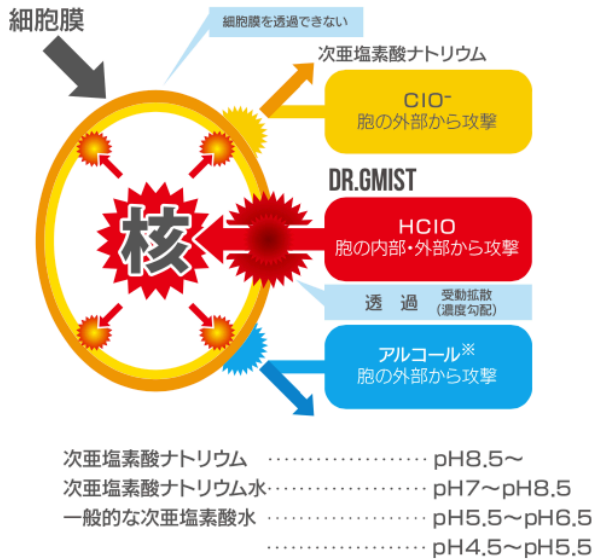 細胞膜
細胞膜を透過できない
次亜塩素酸ナトリウム
ClO⁻
胞の外部から攻撃
DR.GMIST
核
HClO
胞の内部・外部から攻撃
透 過 受動拡散
(濃度勾配)
アルコール※
胞の外部から攻撃
次亜塩素酸ナトリウム ………………… pH8.5〜
次亜塩素酸ナトリウム水………………… pH7〜pH8.5
一般的な次亜塩素酸水 ………………… pH5.5〜pH6.5
………………… pH4.5〜pH5.5